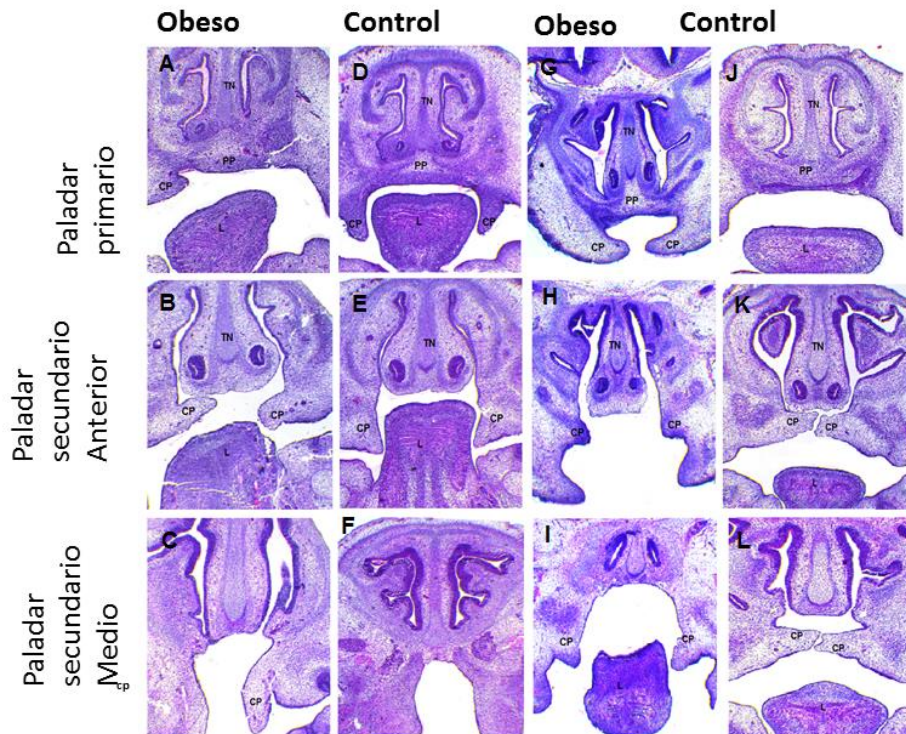 Obeso
Control
Obeso
Control
Paladar
primario
A
TN
PP
CP
L
D
TN
PP
CP
CP
L
G
TN
PP
CP
CP
J
TN
PP
L
Paladar
secundario
Anterior
B
TN
CP
CP
L
E
TN
CP
CP
L
H
TN
CP
CP
K
TN
CP
CP
L
Paladar
secundario
Medio
cp
C
CP
F
I
CP
CP
L
L
CP
CP
L